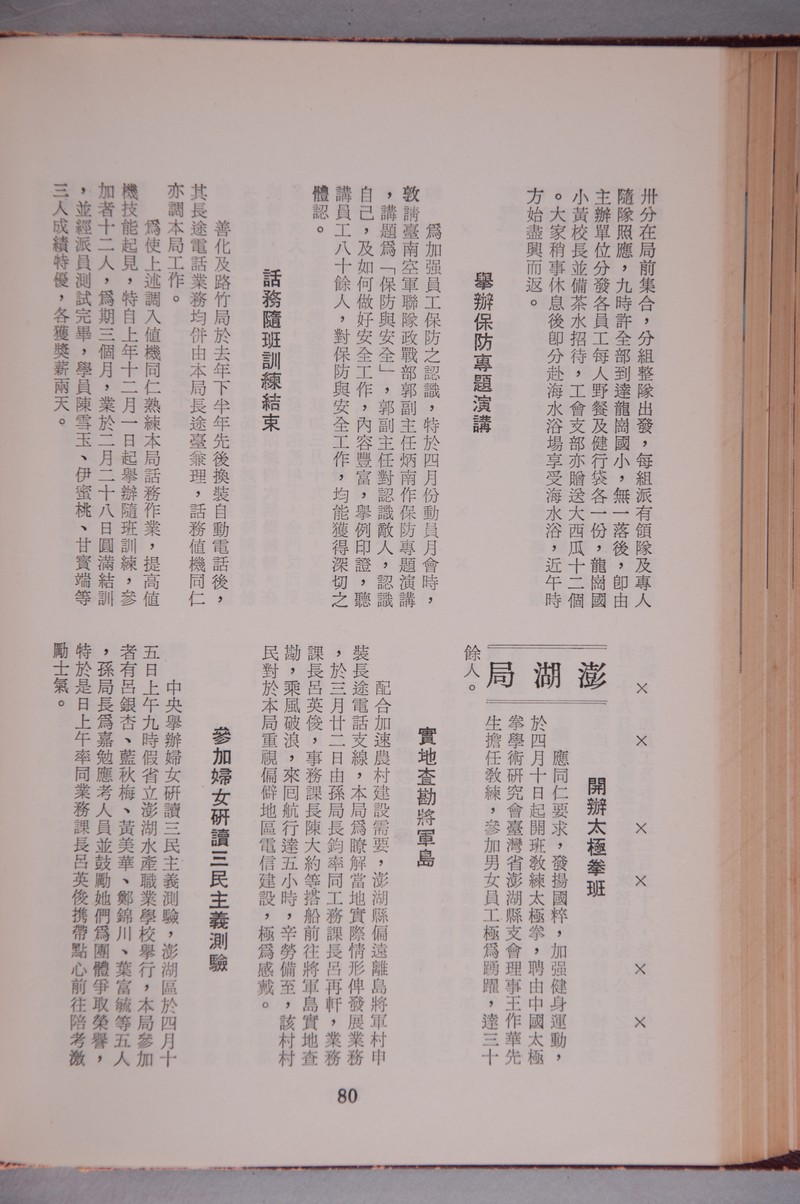 卅分在局前集合，分組整隊出發，每組派有領隊及專人
隨隊照應，九時許全部到達龍崗國小，無一落後，卽由
主辦單位分發各員工每人野餐及健行袋各一份，龍崗國
小黃校長並備茶水招待，工會支部亦贈送大西瓜十二個
。大家稍事休息後卽分赴海水浴場享受海水浴，近午時
方始盡興而返。
舉辦保防專題演講
爲加强員工保防之認識，特於四月份動員月會時，
敦請臺南空軍聯隊政戰部郭副主任炳南作保防專題演講
，講題爲「保防與安全」，郭副主任對認識敵人，認識
自己，及如何做好安全工作，內容豐富，舉例印證，聽
講員工八十餘人，對保防與安全工作，均能獲得深切之
體認。
話務隨班訓練結束
善化及路竹局於去年下半年先後換裝自動電話後，
其長途電話業務均倂由本局長途臺兼理，話務值機同仁
亦調本局工作。
爲使上述調入值機同仁熟練本局話務作業，提高值
機技能起見，特自上年十二月一日起舉辦隨班訓練，參
加者十二人，爲期三個月，業於二月二十八日圓滿結訓
，並經派員測試完畢，學員陳雪玉、伊蜜桃、甘寶端等
三人成績特優，各獲獎薪兩天。
× × × × × ×
澎湖局
開辦太極拳班
應同仁要求，發揚國粹，加强健身運動，
於四月十日起開班敎練太極拳，聘由中國太極
拳學術硏究會臺灣省澎湖縣支會理事王作華先
生擔任敎練，參加男女員工極爲踴躍，達三十
餘人。
實地查勘將軍島
配合加速農村建設需要，澎湖縣偏遠離島將軍村申
裝長途電話支線，本局爲瞭解當地實際情形俾發展業務
，於三月廿二日由孫局長鈞率同工務課長呂再軒，業務
課長呂英俊，事務課長陳大約等搭船前往將軍島實地查
勘，乘風破浪，來回航行達五小時，辛勞備至，該村村
民對於本局重視偏僻地區電信建設，極爲感戴。
參加婦女硏讀三民主義測驗
中央舉辦婦女硏讀三民主義測驗，澎湖區於四月十
五日上午九時假省立澎湖水產職業學校舉行，本局參加
者有呂銀杏、藍秋梅、黃美華、鄭錦川、葉富毓等五人
，孫局長爲嘉勉應考人員並鼓勵她們爲團體爭取榮譽，
特於是日上午率同業務課長呂英俊攜帶點心前往陪考激
勵士氣。
80